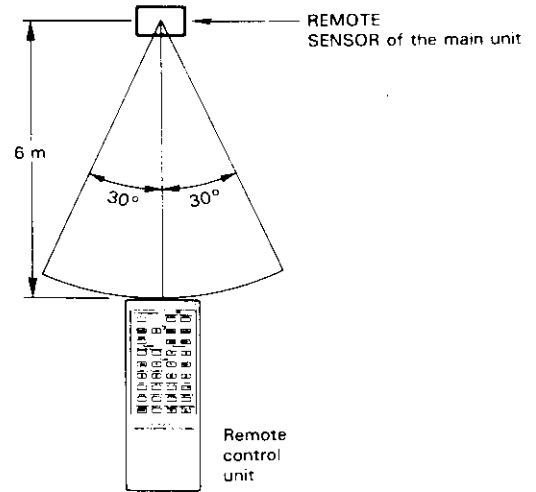 REMOTE
SENSOR of the main unit
6 m
30°
30°
Remote
control
unit